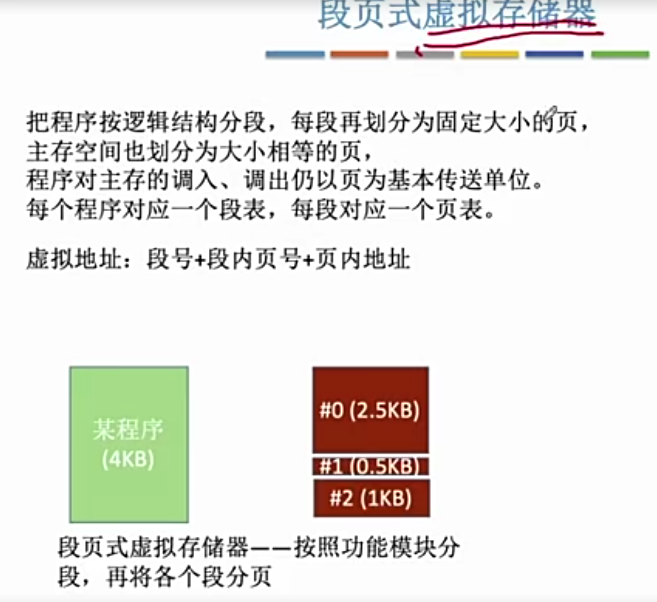 段页式虚拟存储器
把程序按逻辑结构分段，每段再划分为固定大小的页，
主存空间也划分为大小相等的页，
程序对主存的调入、调出仍以页为基本传送单位。
每个程序对应一个段表，每段对应一个页表。
虚拟地址：段号+段内页号+页内地址
某程序
(4KB)
#0 (2.5KB)
#1 (0.5KB)
#2 (1KB)
段页式虚拟存储器——按照功能模块分
段，再将各个段分页